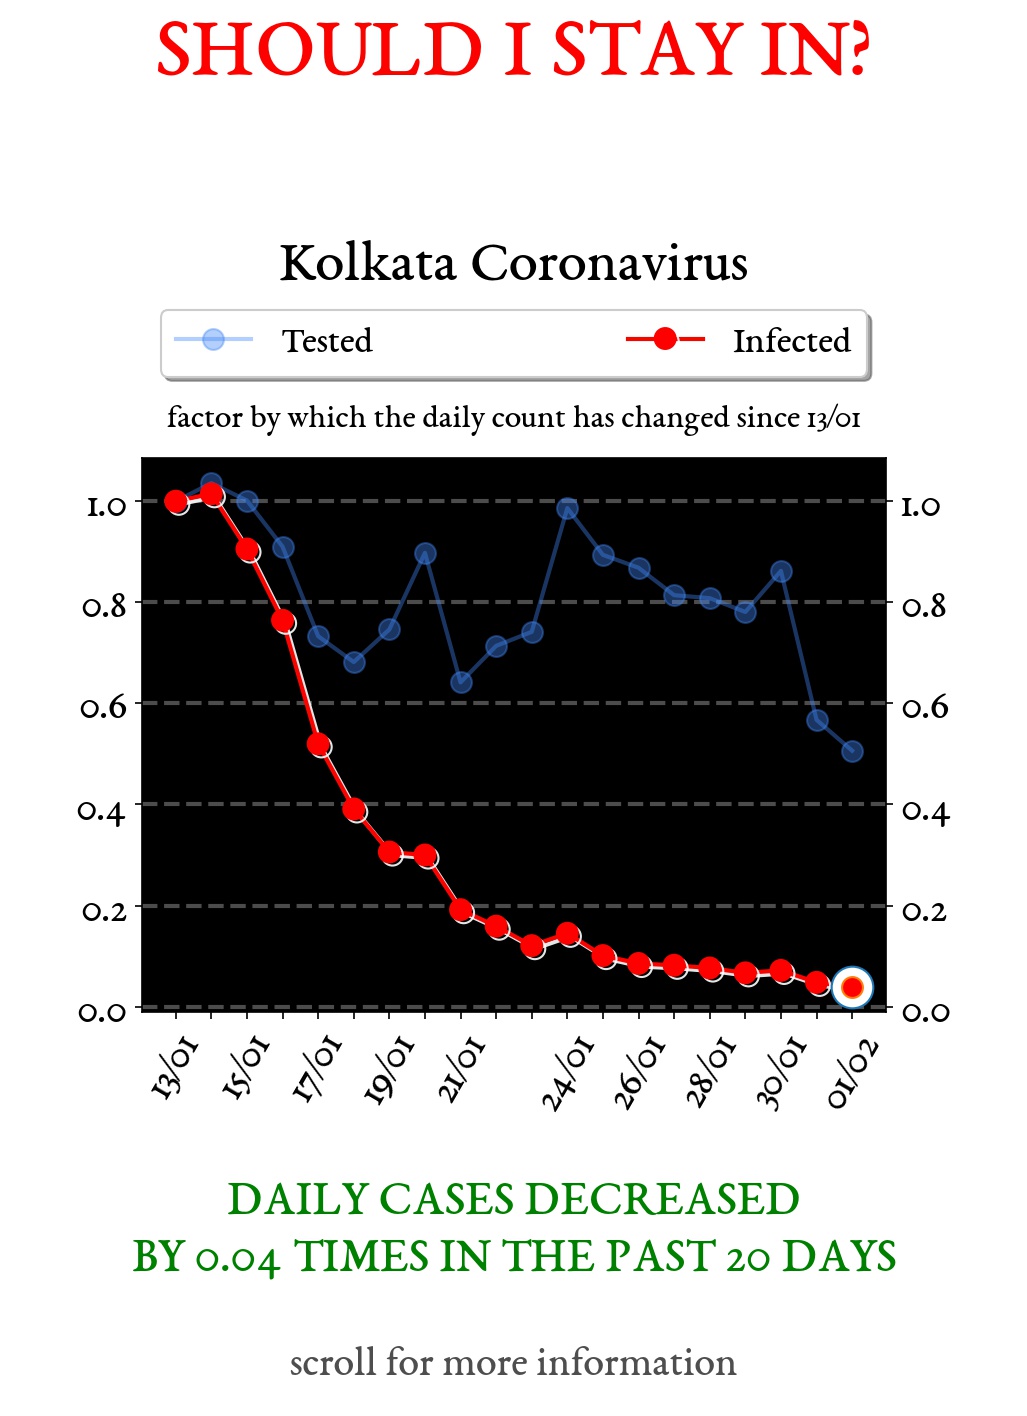 SHOULD I STAY IN?
Kolkata Coronavirus
Tested Infected
factor by which the daily count has changed since 13/01
1.0 1.0
0.8 0.8
0.6 0.6
0.4 0.4
0.2 0.2
0.0 0.0
13/01 15/01 17/01 19/01 21/01 24/01 26/01 28/01 30/01 01/02
DAILY CASES DECREASED
BY 0.04 TIMES IN THE PAST 20 DAYS
scroll for more information